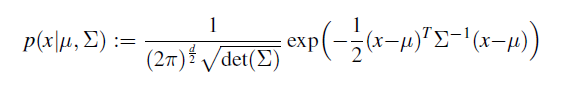 p(x|μ, Σ) := 1 / ((2π)^{d/2} √det(Σ)) exp(−1/2 (x−μ)^T Σ^{−1} (x−μ))